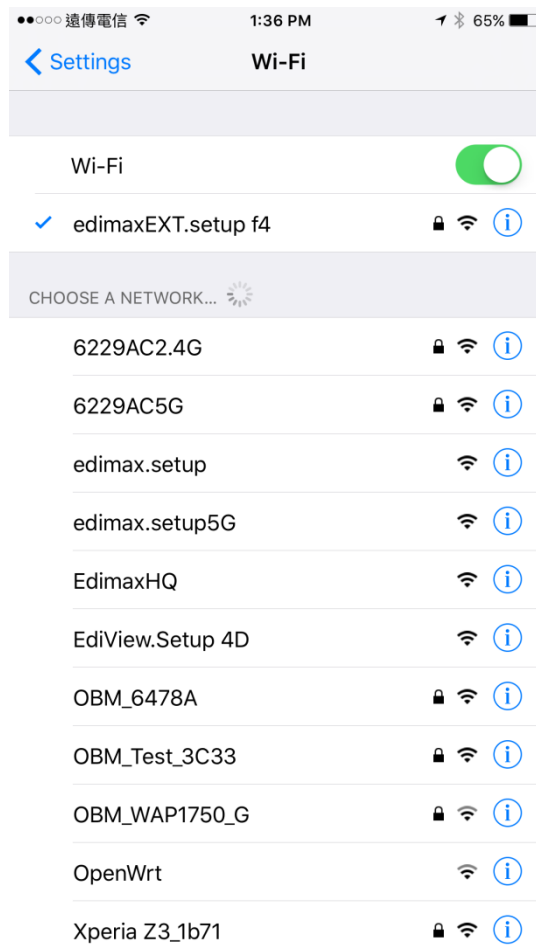 遠傳電信 1:36 PM 65%
Settings Wi-Fi
Wi-Fi
edimaxEXT.setup f4
CHOOSE A NETWORK...
6229AC2.4G
6229AC5G
edimax.setup
edimax.setup5G
EdimaxHQ
EdiView.Setup 4D
OBM_6478A
OBM_Test_3C33
OBM_WAP1750_G
OpenWrt
Xperia Z3_1b71